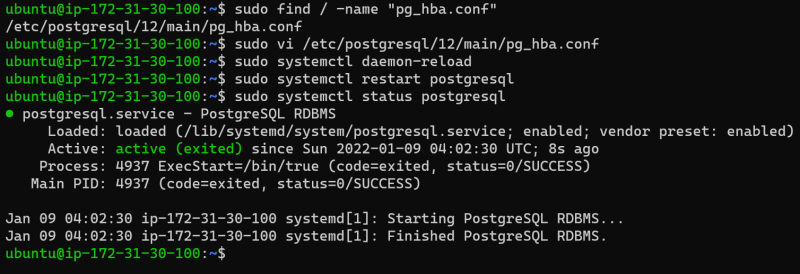 ubuntu@ip-172-31-30-100:~$ sudo find / -name "pg_hba.conf"
/etc/postgresql/12/main/pg_hba.conf
ubuntu@ip-172-31-30-100:~$ sudo vi /etc/postgresql/12/main/pg_hba.conf
ubuntu@ip-172-31-30-100:~$ sudo systemctl daemon-reload
ubuntu@ip-172-31-30-100:~$ sudo systemctl restart postgresql
ubuntu@ip-172-31-30-100:~$ sudo systemctl status postgresql
● postgresql.service - PostgreSQL RDBMS
     Loaded: loaded (/lib/systemd/system/postgresql.service; enabled; vendor preset: enabled)
     Active: active (exited) since Sun 2022-01-09 04:02:30 UTC; 8s ago
    Process: 4937 ExecStart=/bin/true (code=exited, status=0/SUCCESS)
   Main PID: 4937 (code=exited, status=0/SUCCESS)

Jan 09 04:02:30 ip-172-31-30-100 systemd[1]: Starting PostgreSQL RDBMS...
Jan 09 04:02:30 ip-172-31-30-100 systemd[1]: Finished PostgreSQL RDBMS.
ubuntu@ip-172-31-30-100:~$